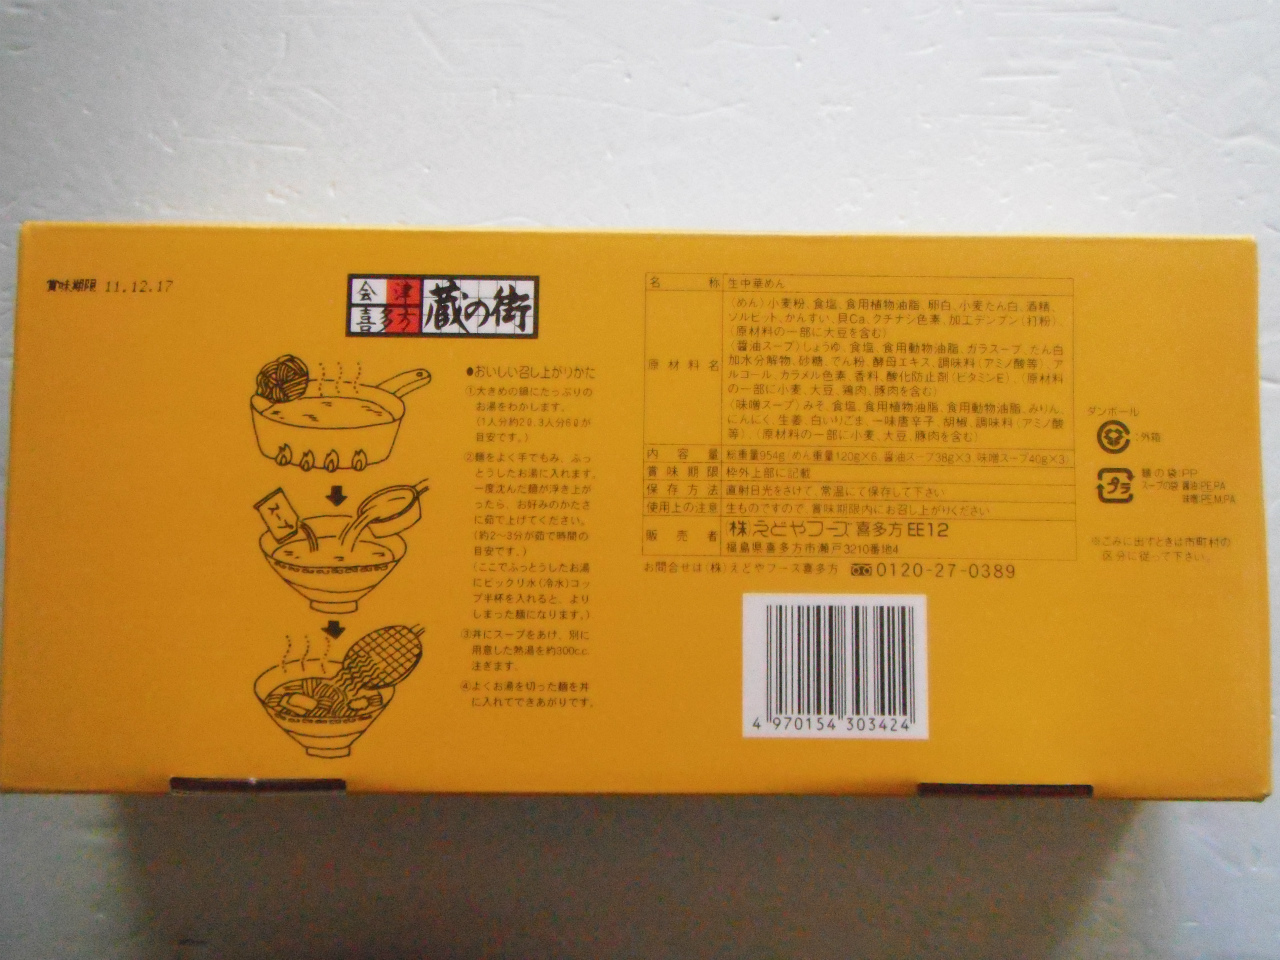 賞味期限 11.12.17
会津
喜多方
蔵の街
●おいしい召し上がりかた
①大きめの鍋にたっぷりの
お湯をわかします。
(1人分約2ℓ、3人分6ℓが
目安です。)
②麺をよく手でもみ、ふっ
とうしたお湯に入れます。
一度沈んだ麺が浮き上が
ったら、お好みのかたさ
に茹で上げてください。
(約2〜3分が茹で時間の
目安です。)
(ここでふっとうしたお湯
にビックリ水(冷水)コッ
プ半杯を入れると、より
しまった麺になります。)
③丼にスープをあけ、別に
用意した熱湯を約300c.c.
注ぎます。
④よくお湯を切った麺を丼
に入れてできあがりです。
スープ
名称 生中華めん
原材料名
(めん)小麦粉、食塩、食用植物油脂、卵白、小麦たん白、酒精、
ソルビット、かんすい、貝Ca、クチナシ色素、加工デンプン(打粉)、
(原材料の一部に大豆を含む)
(醤油スープ)しょうゆ、食塩、食用動物油脂、ガラスープ、たん白
加水分解物、砂糖、でん粉、酵母エキス、調味料(アミノ酸等)、ア
ルコール、カラメル色素、香料、酸化防止剤(ビタミンE)、(原材料
の一部に小麦、大豆、鶏肉、豚肉を含む)
(味噌スープ)みそ、食塩、食用植物油脂、食用動物油脂、みりん、
にんにく、生姜、白いりごま、一味唐辛子、胡椒、調味料(アミノ酸
等)、(原材料の一部に小麦、大豆、豚肉を含む)
内容量 総重量954g(めん重量120g×6、醤油スープ38g×3、味噌スープ40g×3)
賞味期限 枠外上部に記載
保存方法 直射日光をさけて、常温にて保存して下さい
使用上の注意 生ものですので、賞味期限内にお召し上がりください
販売者 株)えどやフーズ喜多方 EE12
福島県喜多方市瀬戸3210番地4
お問合せは(株)えどやフーズ喜多方 0120-27-0389
4 970154 303424
ダンボール
:外箱
プラ
麺の袋:PP
スープの袋 醤油:PE,PA
味噌:PE,M,PA
※ごみに出すときは市町村の
区分に従って下さい。